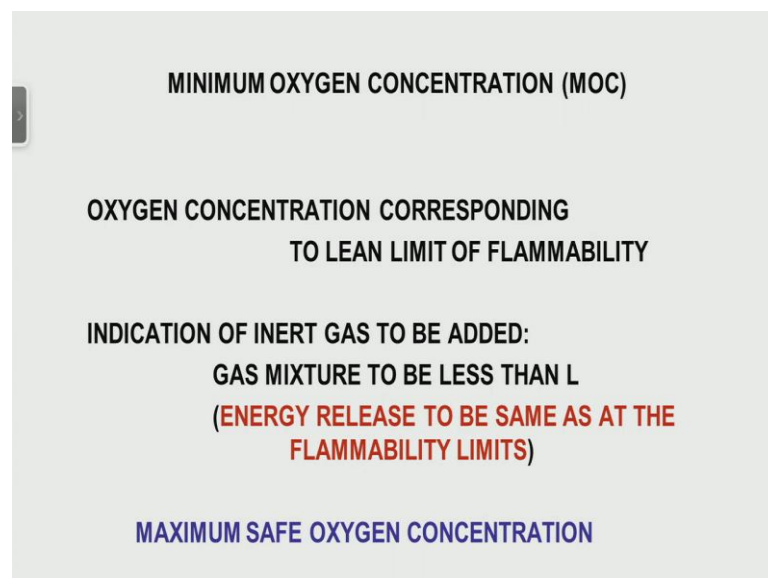 MINIMUM OXYGEN CONCENTRATION (MOC)
OXYGEN CONCENTRATION CORRESPONDING
TO LEAN LIMIT OF FLAMMABILITY
INDICATION OF INERT GAS TO BE ADDED:
GAS MIXTURE TO BE LESS THAN L
(ENERGY RELEASE TO BE SAME AS AT THE
FLAMMABILITY LIMITS)
MAXIMUM SAFE OXYGEN CONCENTRATION